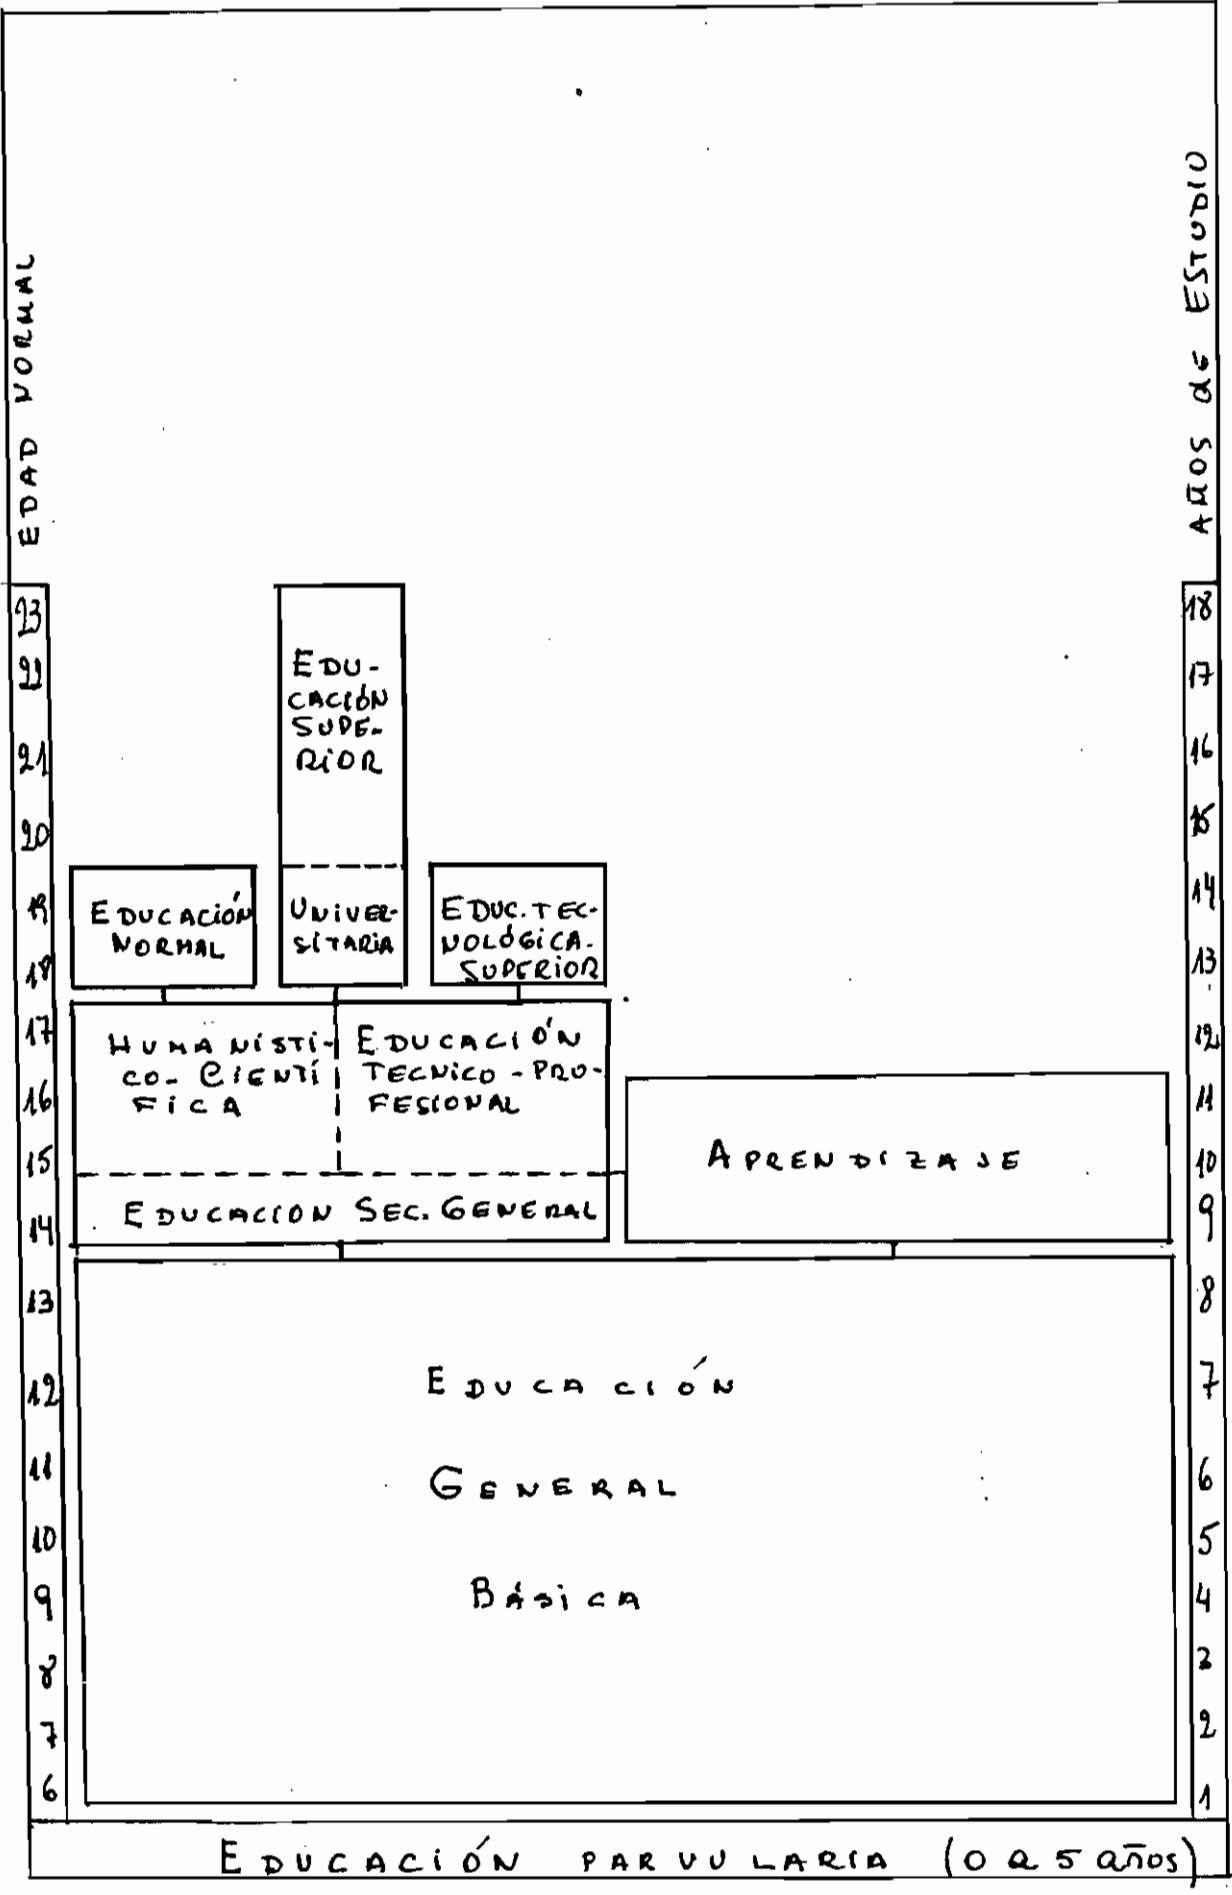 EDAD NORMAL
AÑOS de ESTUDIO
23
22
21
20
19
18
17
16
15
14
13
12
11
10
9
8
7
6
18
17
16
15
14
13
12
11
10
9
8
7
6
5
4
3
2
1
EDU-
CACIÓN
SUPE-
RIOR
UNIVER-
SITARIA
EDUCACIÓN
NORMAL
EDUC. TEC-
NOLÓGICA.
SUPERIOR
HUMANÍSTI-
CO- CIENTÍ
FICA
EDUCACIÓN
TECNICO-PRO-
FESIONAL
EDUCACION SEC. GENERAL
APRENDIZAJE
EDUCACIÓN
GENERAL
BÁSICA
EDUCACIÓN PARVULARIA (0 a 5 años)